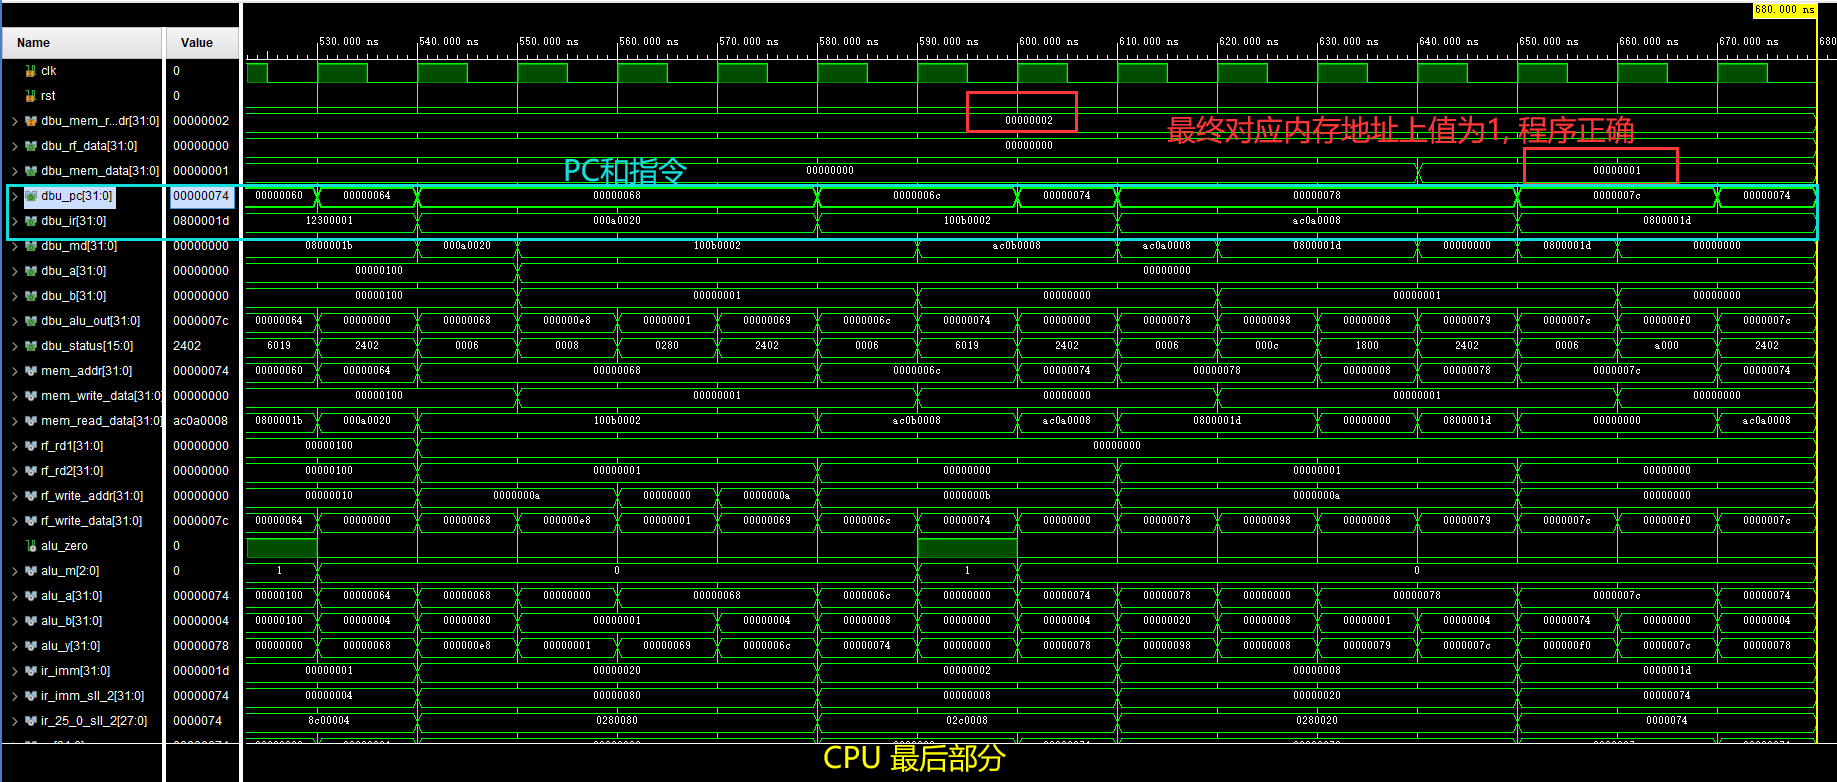 680.000 ns
Name Value
530.000 ns 540.000 ns 550.000 ns 560.000 ns 570.000 ns 580.000 ns 590.000 ns 600.000 ns 610.000 ns 620.000 ns 630.000 ns 640.000 ns 650.000 ns 660.000 ns 670.000 ns 680
clk 0
rst 0
dbu_mem_r...dr[31:0] 00000002 00000002
最终对应内存地址上值为1, 程序正确
dbu_rf_data[31:0] 00000000 00000000
dbu_mem_data[31:0] 00000001 00000000 00000001
PC和指令
dbu_pc[31:0] 00000074 00000060 00000064 00000068 0000006c 00000074 00000078 0000007c 00000074
dbu_ir[31:0] 0800001d 12300001 000a0020 100b0002 ac0a0008 0800001d
dbu_md[31:0] 00000000 0800001b 000a0020 100b0002 ac0b0008 ac0a0008 0800001d 00000000 0800001d 00000000
dbu_a[31:0] 00000000 00000100 00000000
dbu_b[31:0] 00000000 00000100 00000001 00000000 00000001 00000000
dbu_alu_out[31:0] 0000007c 00000064 00000000 00000068 000000e8 00000001 00000069 0000006c 00000074 00000000 00000078 00000098 00000008 00000079 0000007c 000000f0 0000007c
dbu_status[15:0] 2402 6019 2402 0006 0008 0280 2402 0006 6019 2402 0006 000c 1800 2402 0006 a000 2402
mem_addr[31:0] 00000074 00000060 00000064 00000068 0000006c 00000074 00000078 00000008 00000078 0000007c 00000074
mem_write_data[31:0] 00000000 00000100 00000001 00000000 00000001 00000000
mem_read_data[31:0] ac0a0008 0800001b 000a0020 100b0002 ac0b0008 ac0a0008 0800001d 00000000 0800001d 00000000 ac0a0008
rf_rd1[31:0] 00000000 00000100 00000000
rf_rd2[31:0] 00000000 00000100 00000001 00000000 00000001 00000000
rf_write_addr[31:0] 00000000 00000010 0000000a 00000000 0000000a 0000000b 0000000a 00000000
rf_write_data[31:0] 0000007c 00000064 00000000 00000068 000000e8 00000001 00000069 0000006c 00000074 00000000 00000078 00000098 00000008 00000079 0000007c 000000f0 0000007c
alu_zero 0
alu_m[2:0] 0 1 0 1 0
alu_a[31:0] 00000074 00000100 00000064 00000068 00000000 00000068 0000006c 00000000 00000074 00000078 00000000 00000078 0000007c 00000074
alu_b[31:0] 00000004 00000100 00000004 00000080 00000001 00000004 00000008 00000000 00000004 00000020 00000008 00000001 00000004 00000074 00000000 00000004
alu_y[31:0] 00000078 00000000 00000068 000000e8 00000001 00000069 0000006c 00000074 00000000 00000078 00000098 00000008 00000079 0000007c 000000f0 0000007c 00000078
ir_imm[31:0] 0000001d 00000001 00000020 00000002 00000008 0000001d
ir_imm_sll_2[31:0] 00000074 00000004 00000080 00000008 00000020 00000074
ir_25_0_sll_2[27:0] 0000074 8c00004 0280080 02c0008 0280020 0000074
CPU 最后部分